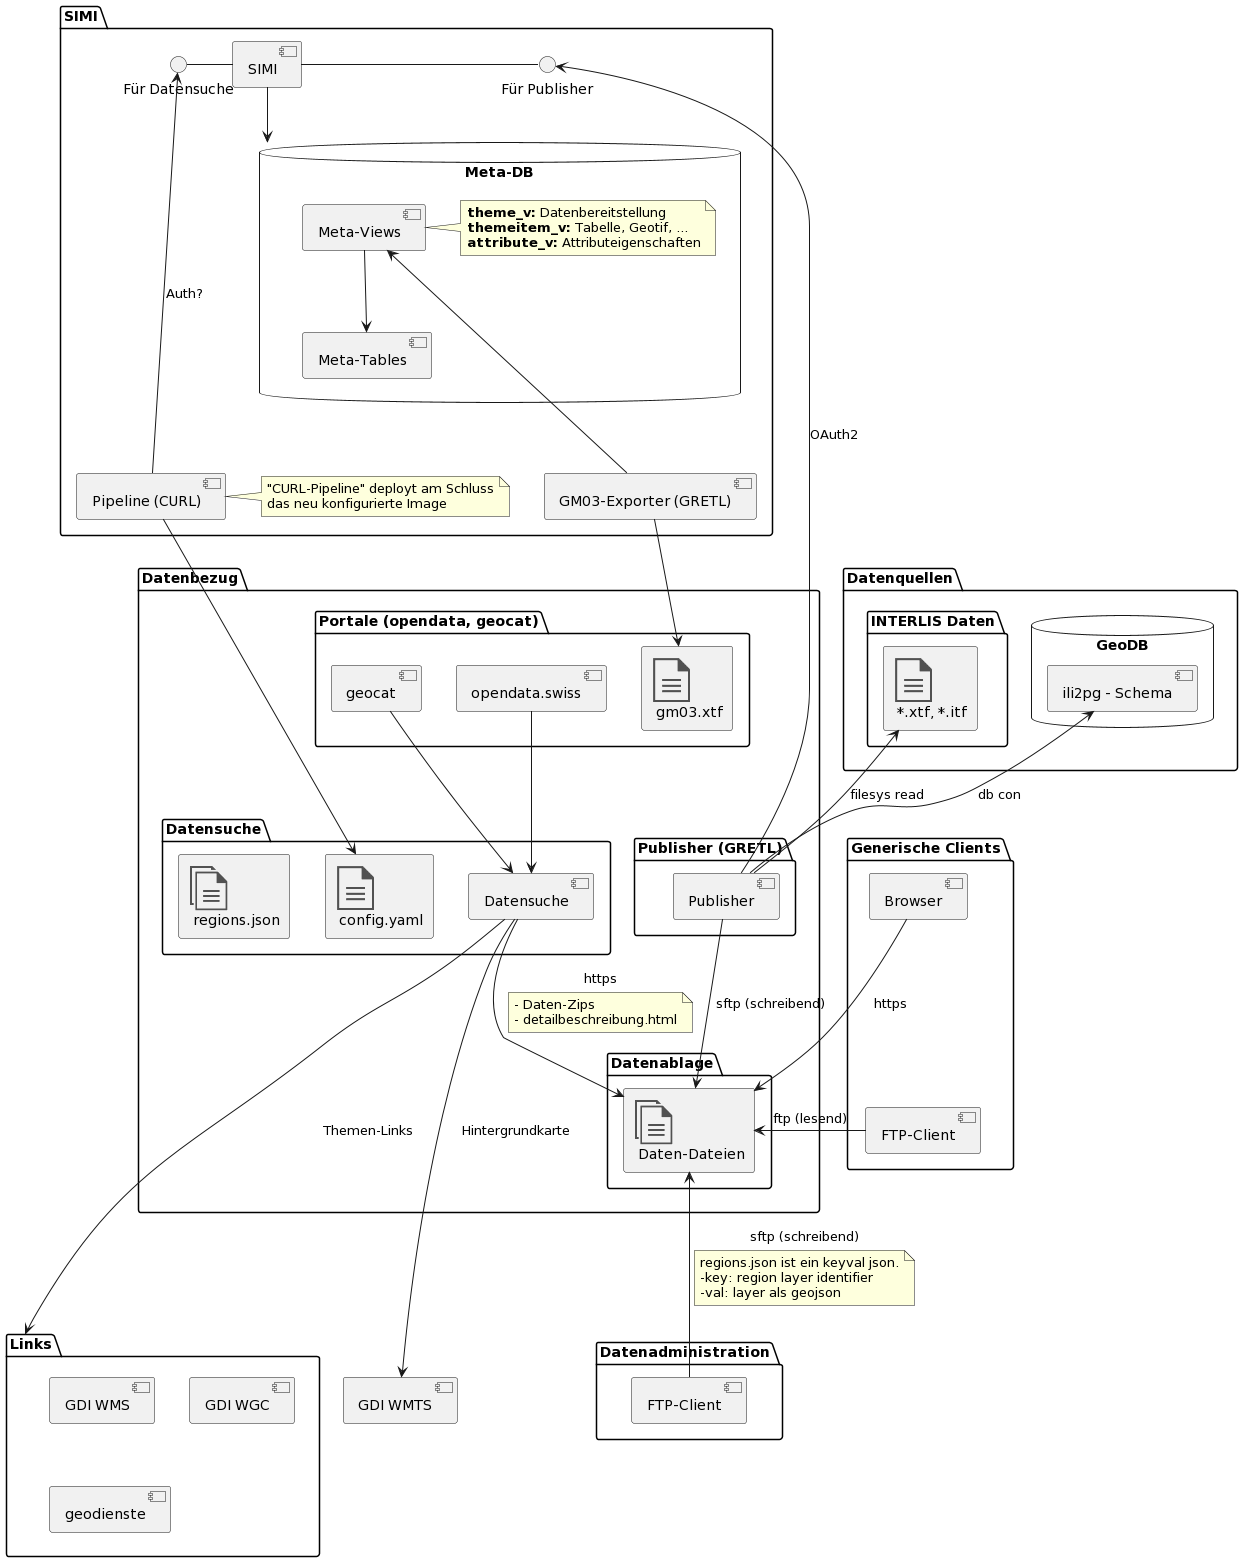 SIMI
SIMI
Für Datensuche
Für Publisher
Meta-DB
Meta-Views
theme_v: Datenbereitstellung
themeitem_v: Tabelle, Geotif, ...
attribute_v: Attributeigenschaften
Auth?
Meta-Tables
OAuth2
Pipeline (CURL)
"CURL-Pipeline" deployt am Schluss
das neu konfigurierte Image
GM03-Exporter (GRETL)
Datenbezug
Datenquellen
Portale (opendata, geocat)
INTERLIS Daten
GeoDB
geocat
opendata.swiss
gm03.xtf
*.xtf, *.itf
ili2pg - Schema
filesys read
db con
Datensuche
Publisher (GRETL)
Generische Clients
regions.json
config.yaml
Datensuche
Publisher
Browser
https
- Daten-Zips
- detailbeschreibung.html
sftp (schreibend)
https
Datenablage
Themen-Links
Hintergrundkarte
Daten-Dateien
ftp (lesend)
FTP-Client
sftp (schreibend)
regions.json ist ein keyval json.
-key: region layer identifier
-val: layer als geojson
Links
Datenadministration
GDI WMS
GDI WGC
GDI WMTS
FTP-Client
geodienste